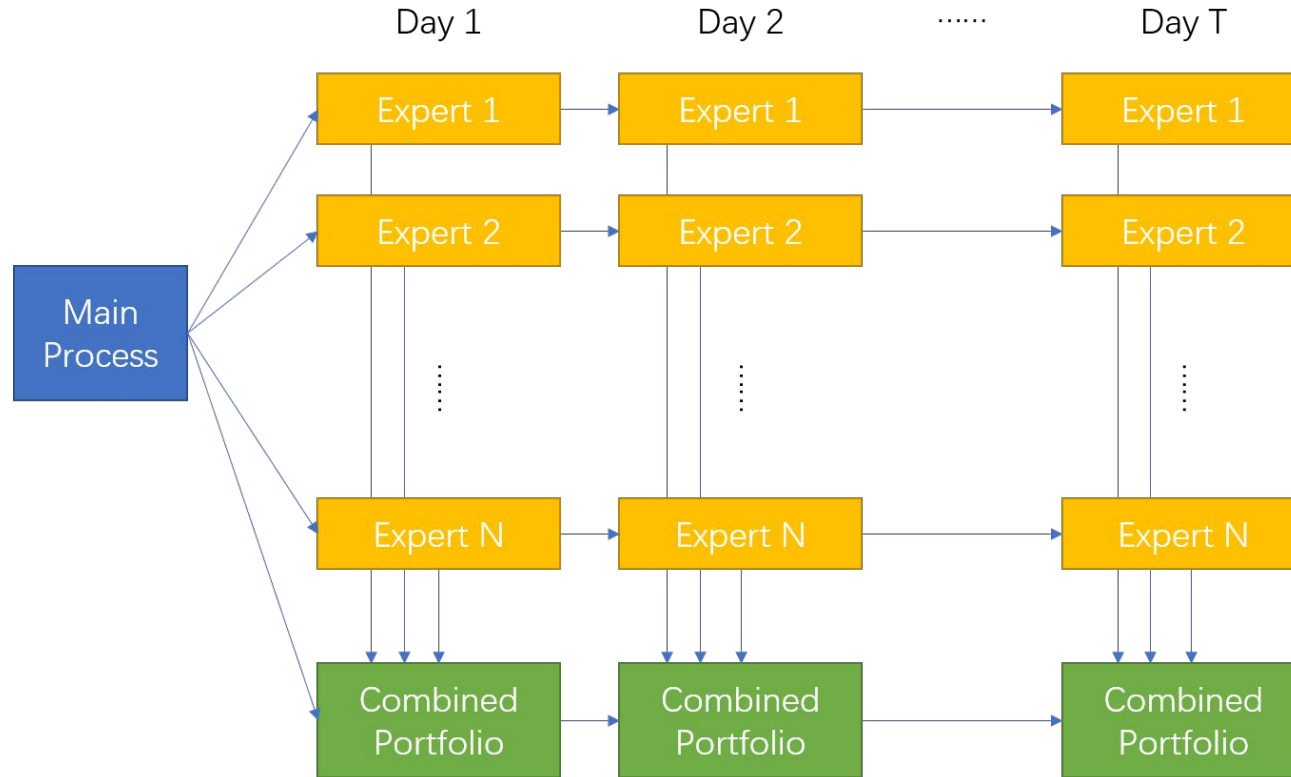 Day 1 Day 2 ...... Day T
Expert 1 Expert 1 Expert 1
Expert 2 Expert 2 Expert 2
Main
Process
...... ...... ......
Expert N Expert N Expert N
Combined Combined Combined
Portfolio Portfolio Portfolio